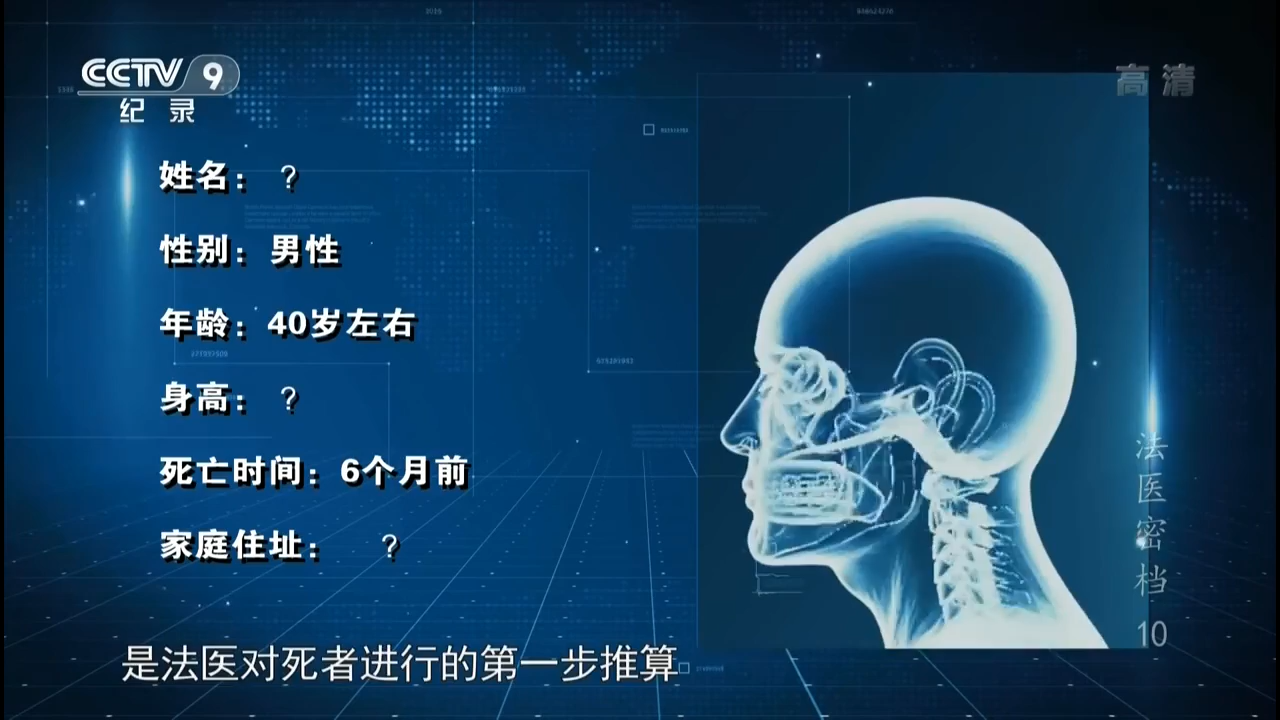 CCTV 9
纪录
高清
姓名： ？
性别：男性
年龄：40岁左右
身高： ？
死亡时间：6个月前
家庭住址： ？
法医密档
10
是法医对死者进行的第一步推算